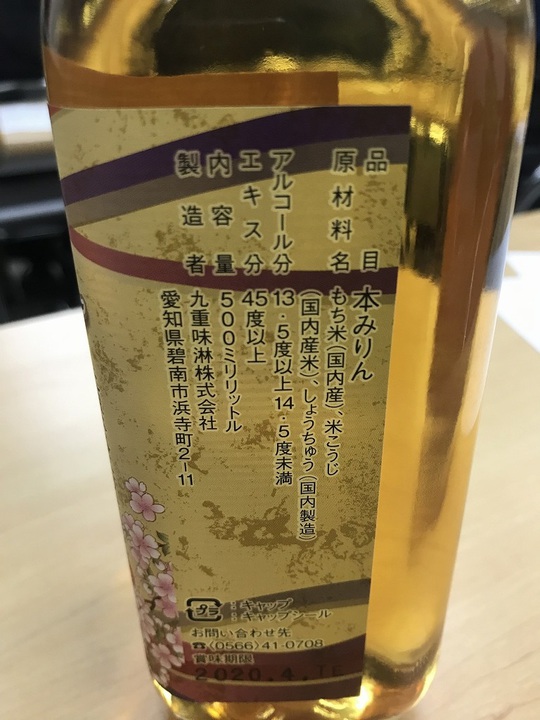 品目 本みりん
原材料名 もち米(国内産)、米こうじ
(国内産米)、しょうちゅう(国内製造)
アルコール分 13・5度以上14・5度未満
エキス分 45度以上
内容量 500ミリリットル
製造者 九重味淋株式会社
愛知県碧南市浜寺町2−11
プラ :キャップ
:キャップシール
お問い合わせ先
☎(0566)41-0708
賞味期限
2020.4.16